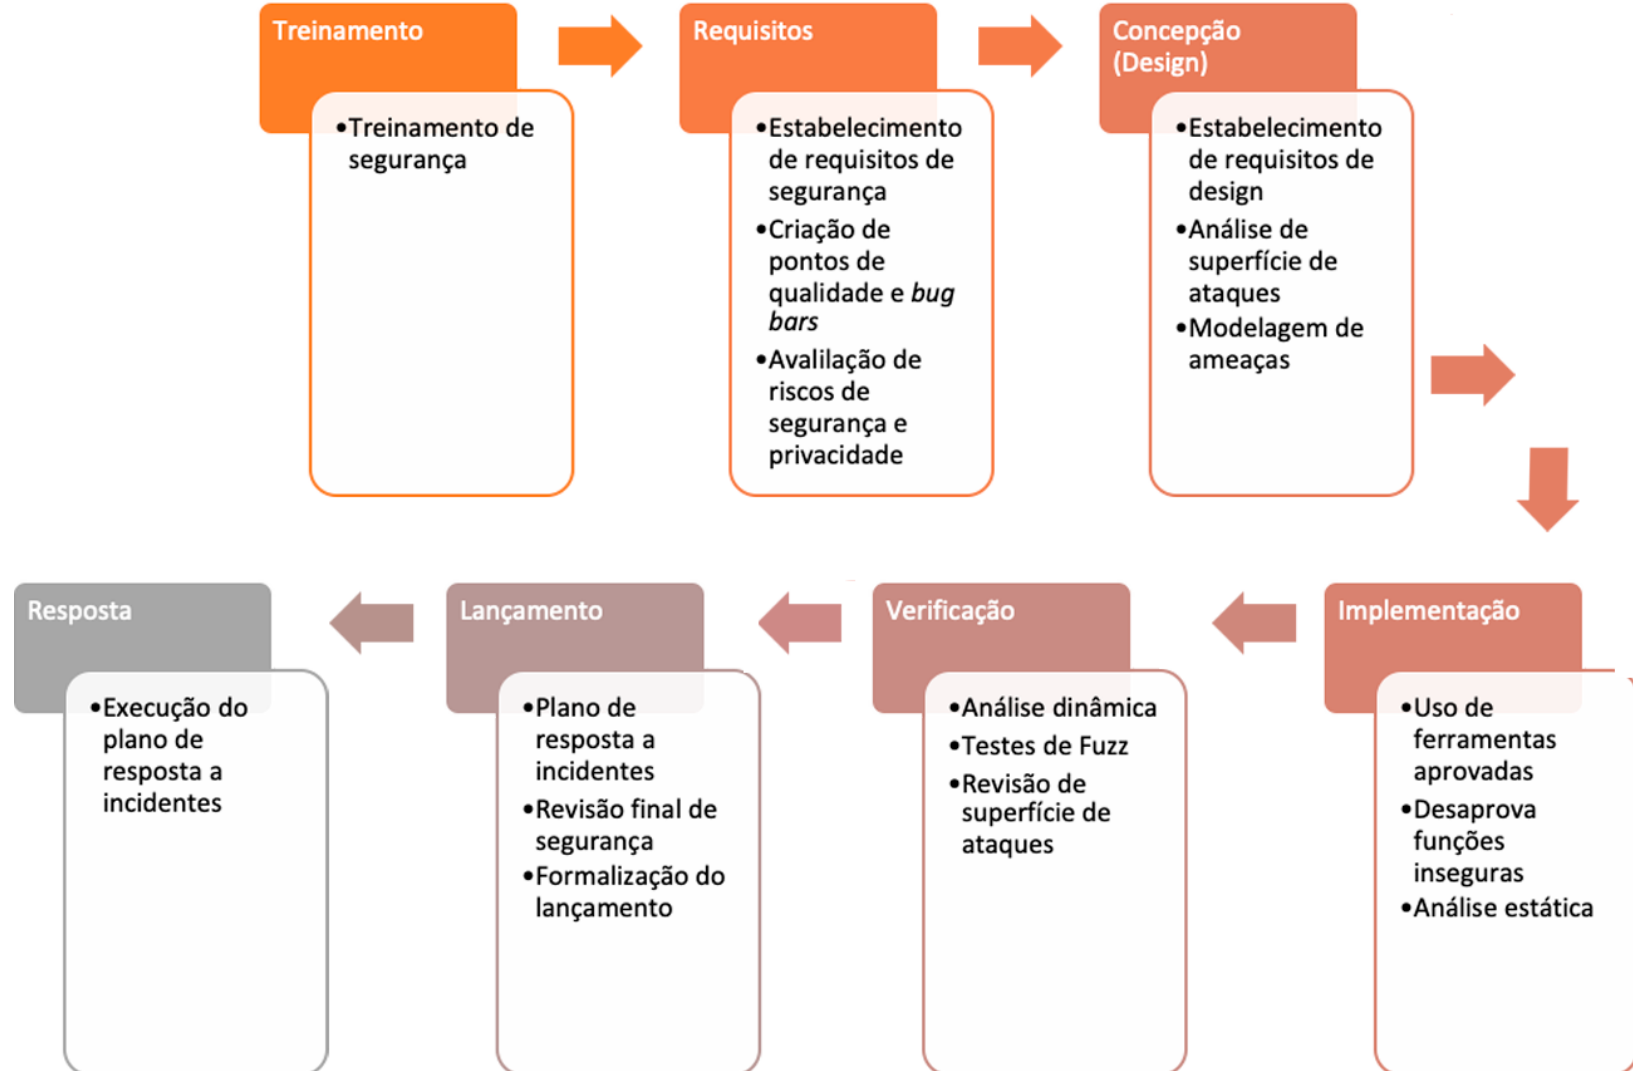 Treinamento
•Treinamento de
segurança
Requisitos
•Estabelecimento
de requisitos de
segurança
•Criação de
pontos de
qualidade e bug
bars
•Avalilação de
riscos de
segurança e
privacidade
Concepção
(Design)
•Estabelecimento
de requisitos de
design
•Análise de
superfície de
ataques
•Modelagem de
ameaças
Implementação
•Uso de
ferramentas
aprovadas
•Desaprova
funções
inseguras
•Análise estática
Verificação
•Análise dinâmica
•Testes de Fuzz
•Revisão de
superfície de
ataques
Lançamento
•Plano de
resposta a
incidentes
•Revisão final de
segurança
•Formalização do
lançamento
Resposta
•Execução do
plano de
resposta a
incidentes